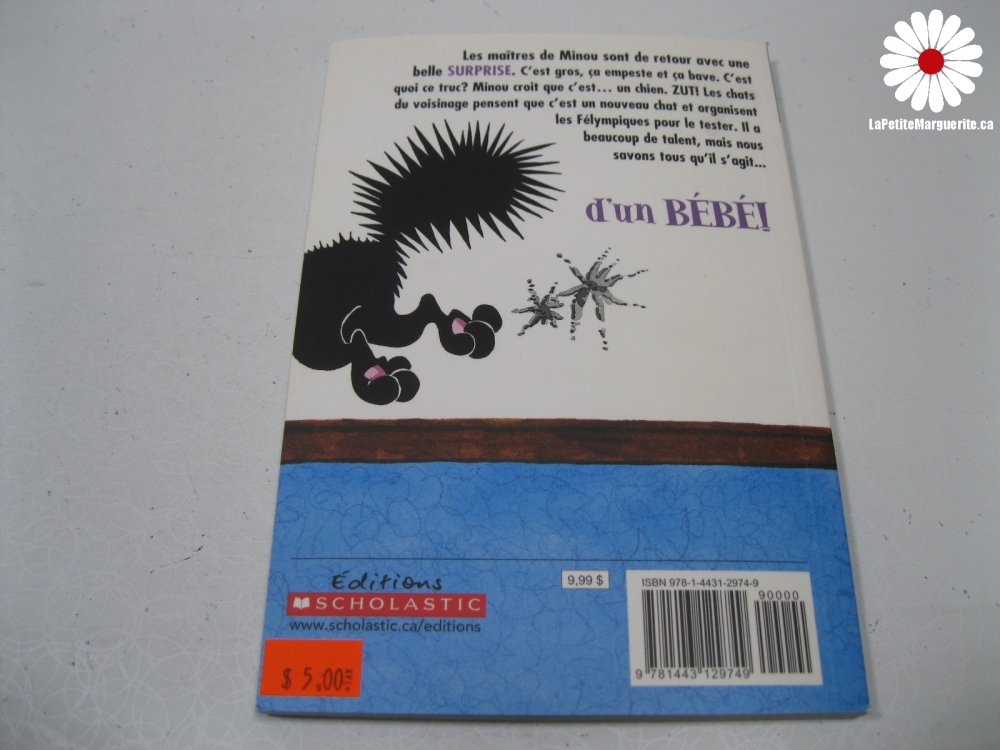 LaPetiteMarguerite.ca
Les maîtres de Minou sont de retour avec une
belle SURPRISE. C'est gros, ça empeste et ça bave. C'est
quoi ce truc? Minou croit que c'est... un chien. ZUT! Les chats
du voisinage pensent que c'est un nouveau chat et organisent
les Félympiques pour le tester. Il a
beaucoup de talent, mais nous
savons tous qu'il s'agit...
d'un BÉBÉ!
Éditions
SCHOLASTIC
www.scholastic.ca/editions
9,99 $
ISBN 978-1-4431-2974-9
90000
9 781443 129749
$ 5.00